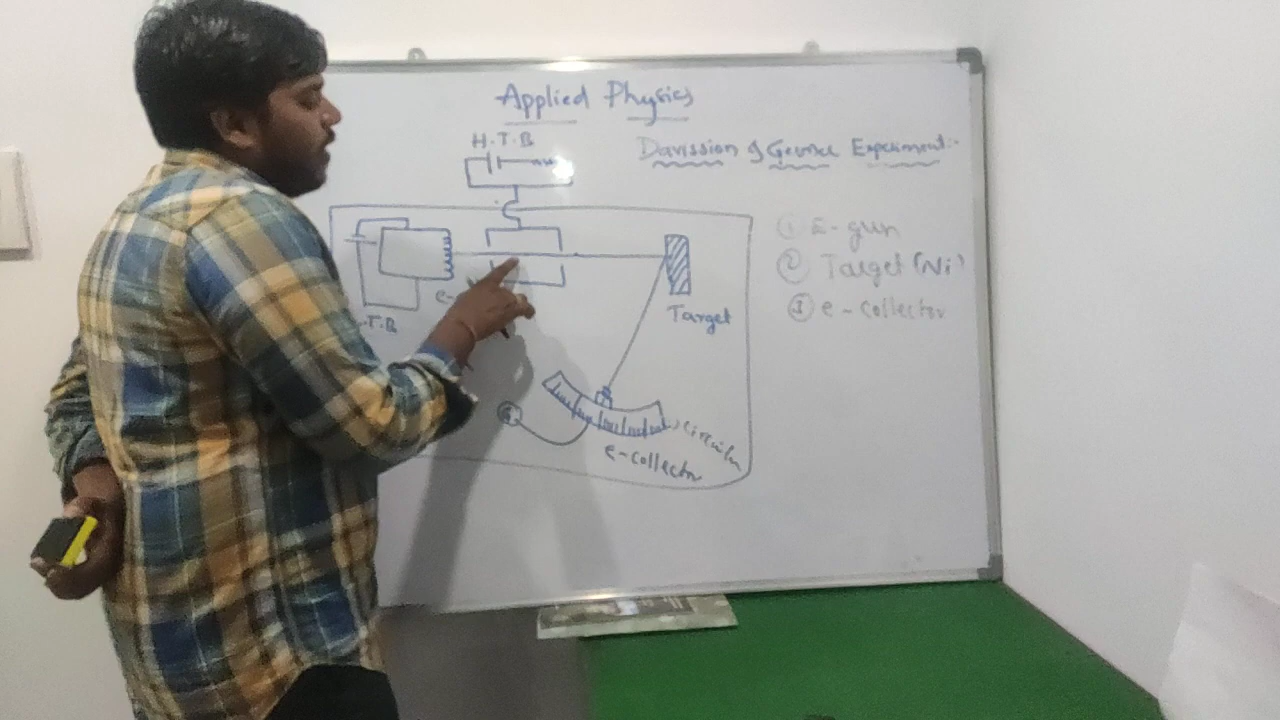 Applied Physics
H.T.B
Davission & Germer Experiment:-
① E-gun
② Target (Ni)
③ e-collector
e-
.T.B
Target
circular
e-collector